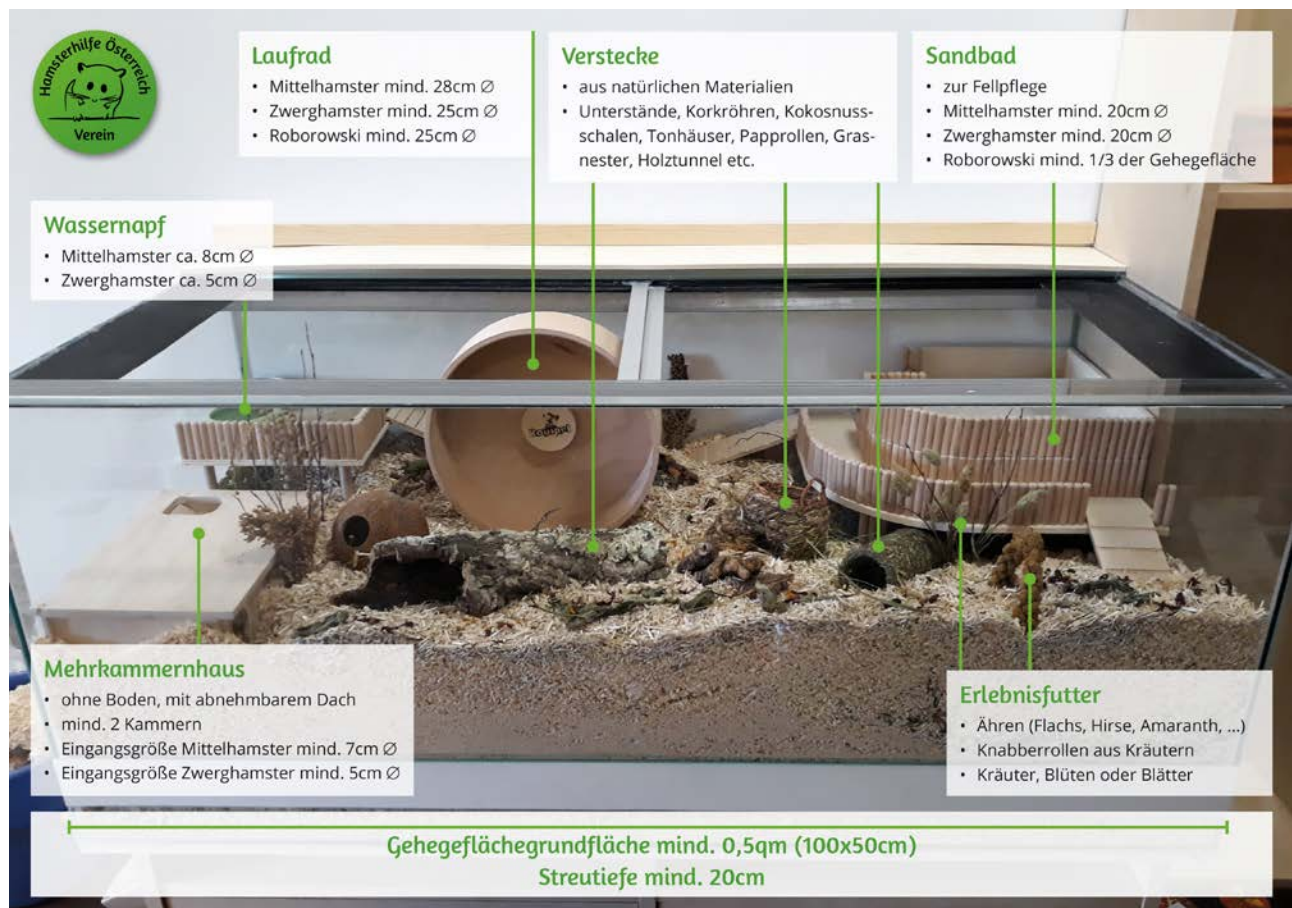 Hamsterhilfe Österreich
Verein
Laufrad
• Mittelhamster mind. 28cm ∅
• Zwerghamster mind. 25cm ∅
• Roborowski mind. 25cm ∅
Verstecke
• aus natürlichen Materialien
• Unterstände, Korkröhren, Kokosnuss-
schalen, Tonhäuser, Papprollen, Gras-
nester, Holztunnel etc.
Sandbad
• zur Fellpflege
• Mittelhamster mind. 20cm ∅
• Zwerghamster mind. 20cm ∅
• Roborowski mind. 1/3 der Gehegefläche
Wassernapf
• Mittelhamster ca. 8cm ∅
• Zwerghamster ca. 5cm ∅
Mehrkammernhaus
• ohne Boden, mit abnehmbarem Dach
• mind. 2 Kammern
• Eingangsgröße Mittelhamster mind. 7cm ∅
• Eingangsgröße Zwerghamster mind. 5cm ∅
Erlebnisfutter
• Ähren (Flachs, Hirse, Amaranth, ...)
• Knabberrollen aus Kräutern
• Kräuter, Blüten oder Blätter
Gehegeflächegrundfläche mind. 0,5qm (100x50cm)
Streutiefe mind. 20cm